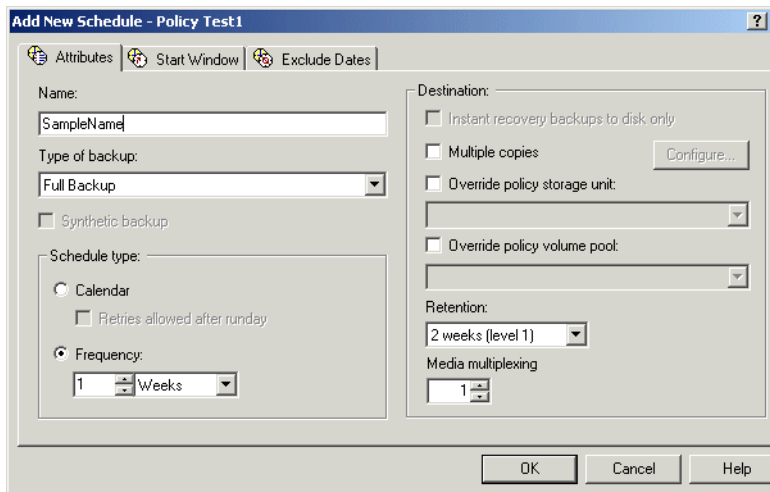 Add New Schedule - Policy Test1
?
Attributes
Start Window
Exclude Dates
Name:
SampleName
Type of backup:
Full Backup
Synthetic backup
Schedule type:
Calendar
Retries allowed after runday
Frequency:
1 Weeks
Destination:
Instant recovery backups to disk only
Multiple copies
Configure...
Override policy storage unit:
Override policy volume pool:
Retention:
2 weeks (level 1)
Media multiplexing
1
OK
Cancel
Help